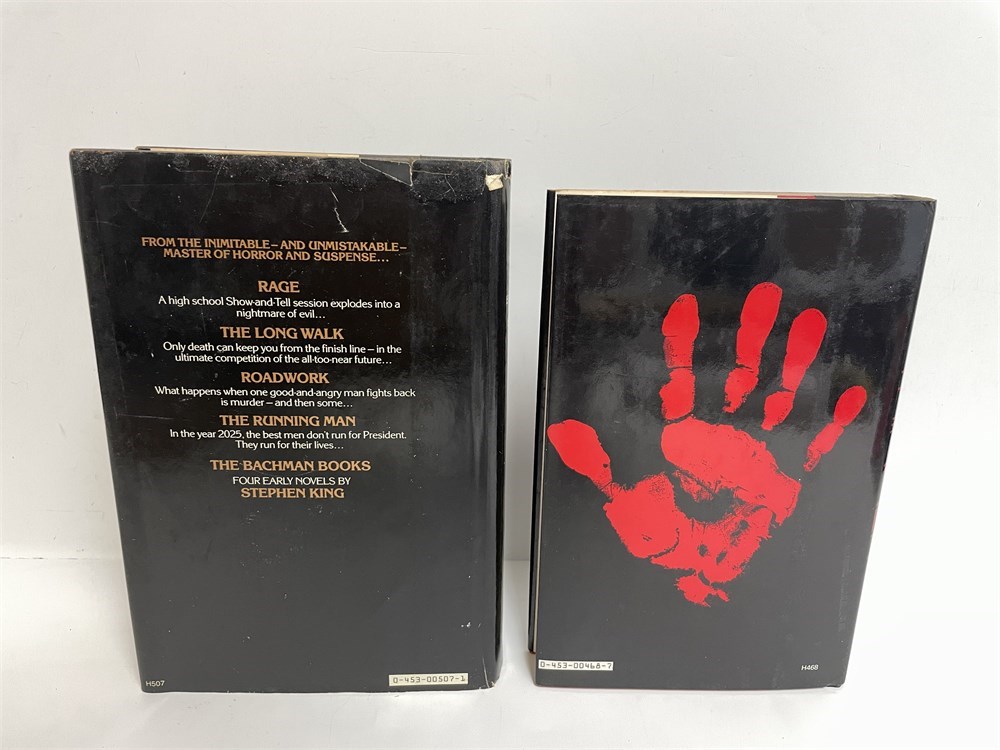 FROM THE INIMITABLE – AND UNMISTAKABLE –
MASTER OF HORROR AND SUSPENSE...
RAGE
A high school Show-and-Tell session explodes into a
nightmare of evil...
THE LONG WALK
Only death can keep you from the finish line – in the
ultimate competition of the all-too-near future...
ROADWORK
What happens when one good-and-angry man fights back
is murder – and then some...
THE RUNNING MAN
In the year 2025, the best men don't run for President.
They run for their lives...
THE BACHMAN BOOKS
FOUR EARLY NOVELS BY
STEPHEN KING
H507
0-453-00507-1
0-453-00468-7
H468